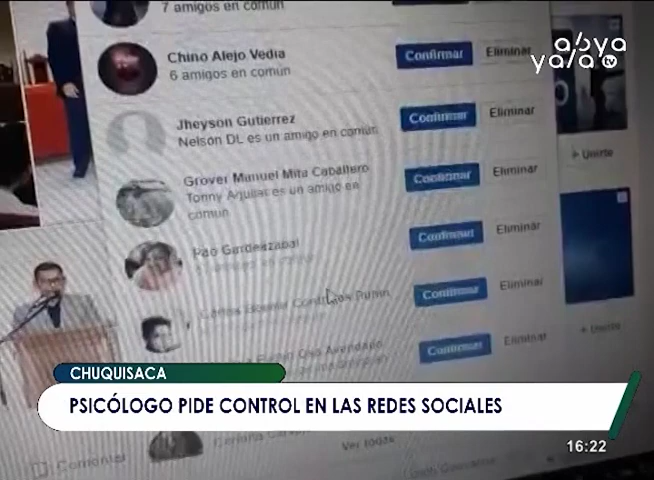 7 amigos en común
Chino Alejo Vedia
6 amigos en común
Confirmar
Eliminar
abya
yala tv
Jheyson Gutierrez
Nelson DL es un amigo en común
Confirmar
Eliminar
Grover Manuel Mita Caballero
Tonny Aguilar es un amigo en
común
Confirmar
Eliminar
+ Unirte
Pao Gardeazabal
Confirmar
Eliminar
Confirmar
Eliminar
+ Unirte
Confirmar
Eliminar
CHUQUISACA
PSICÓLOGO PIDE CONTROL EN LAS REDES SOCIALES
Comentar
Ver todas
16:22